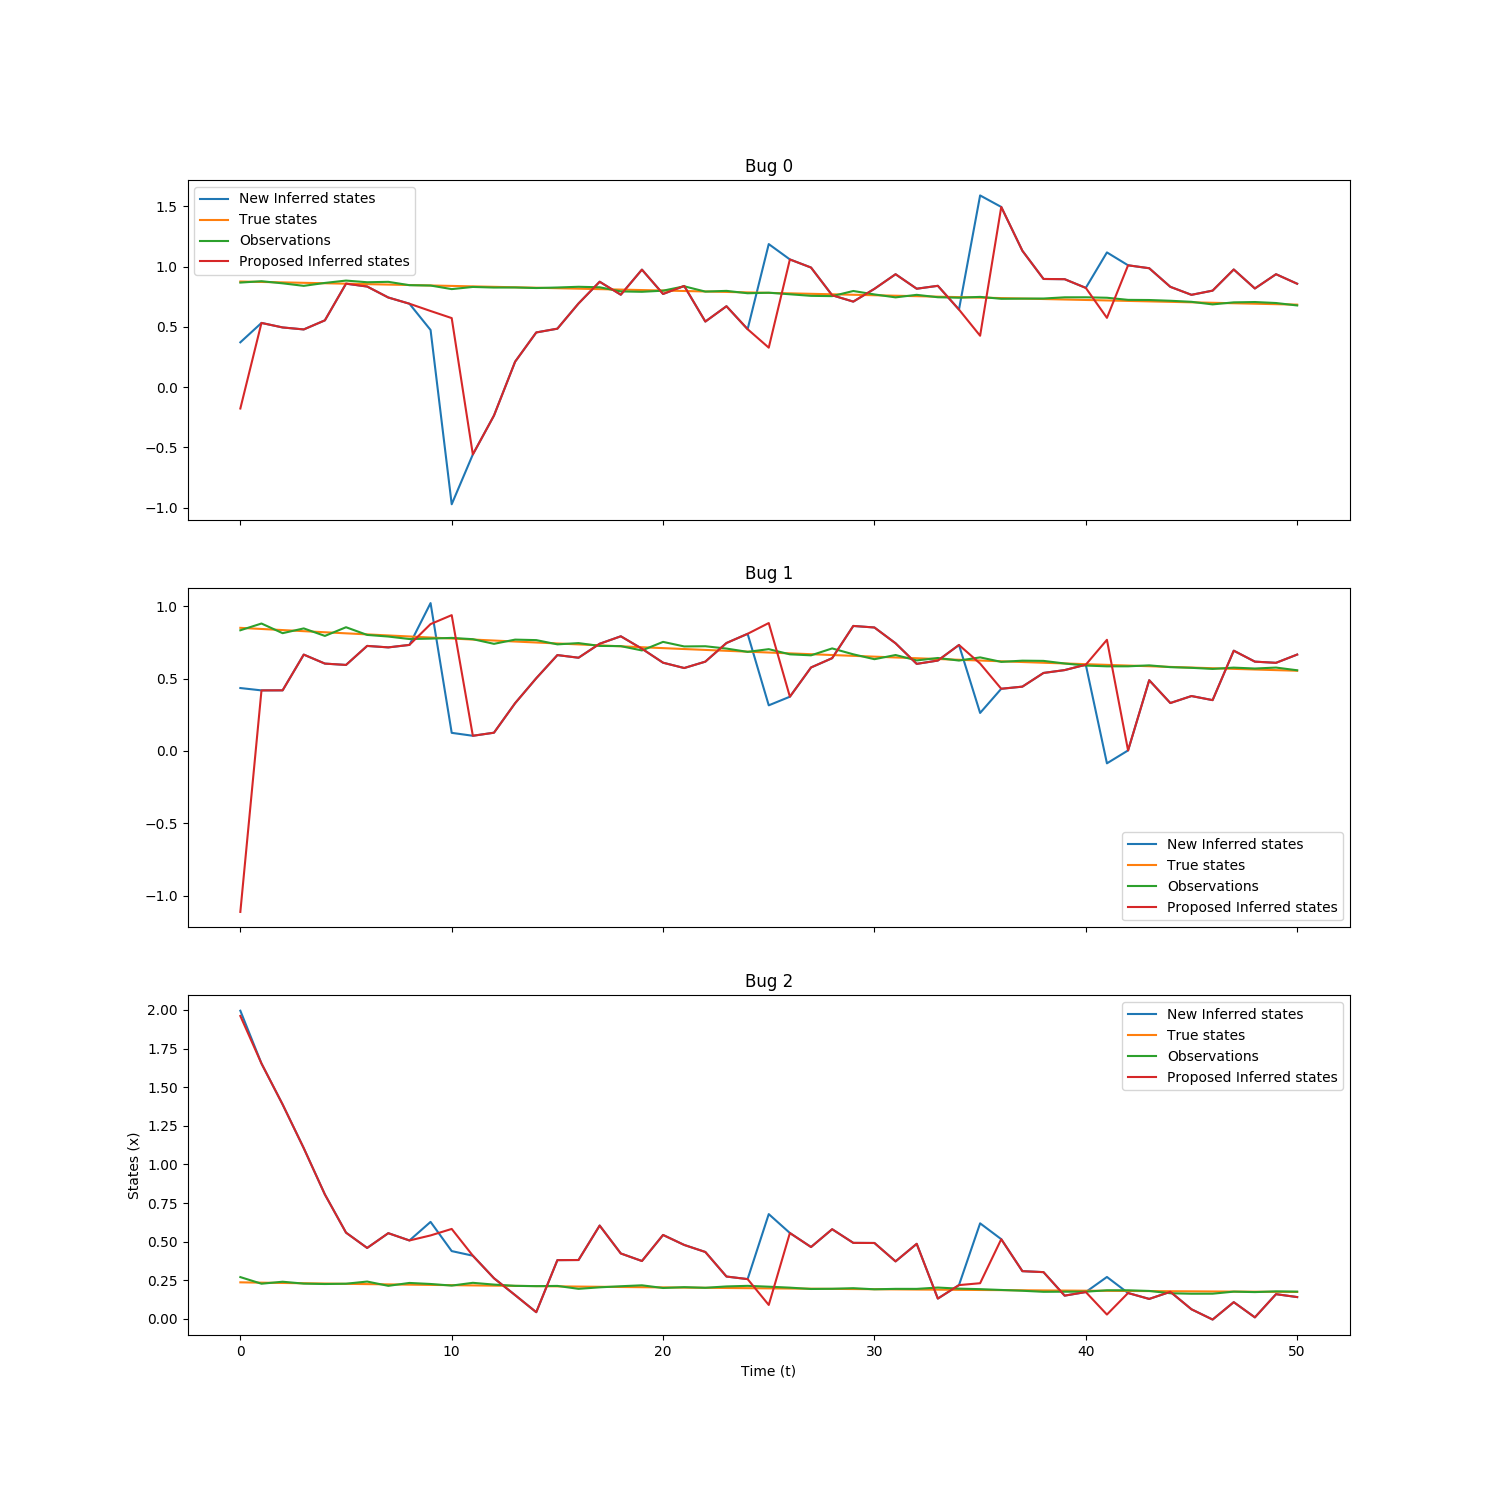 Bug 0
New Inferred states
True states
Observations
Proposed Inferred states
1.5
1.0
0.5
0.0
−0.5
−1.0
Bug 1
1.0
0.5
0.0
−0.5
−1.0
New Inferred states
True states
Observations
Proposed Inferred states
Bug 2
New Inferred states
True states
Observations
Proposed Inferred states
States (x)
2.00
1.75
1.50
1.25
1.00
0.75
0.50
0.25
0.00
0 10 20 30 40 50
Time (t)